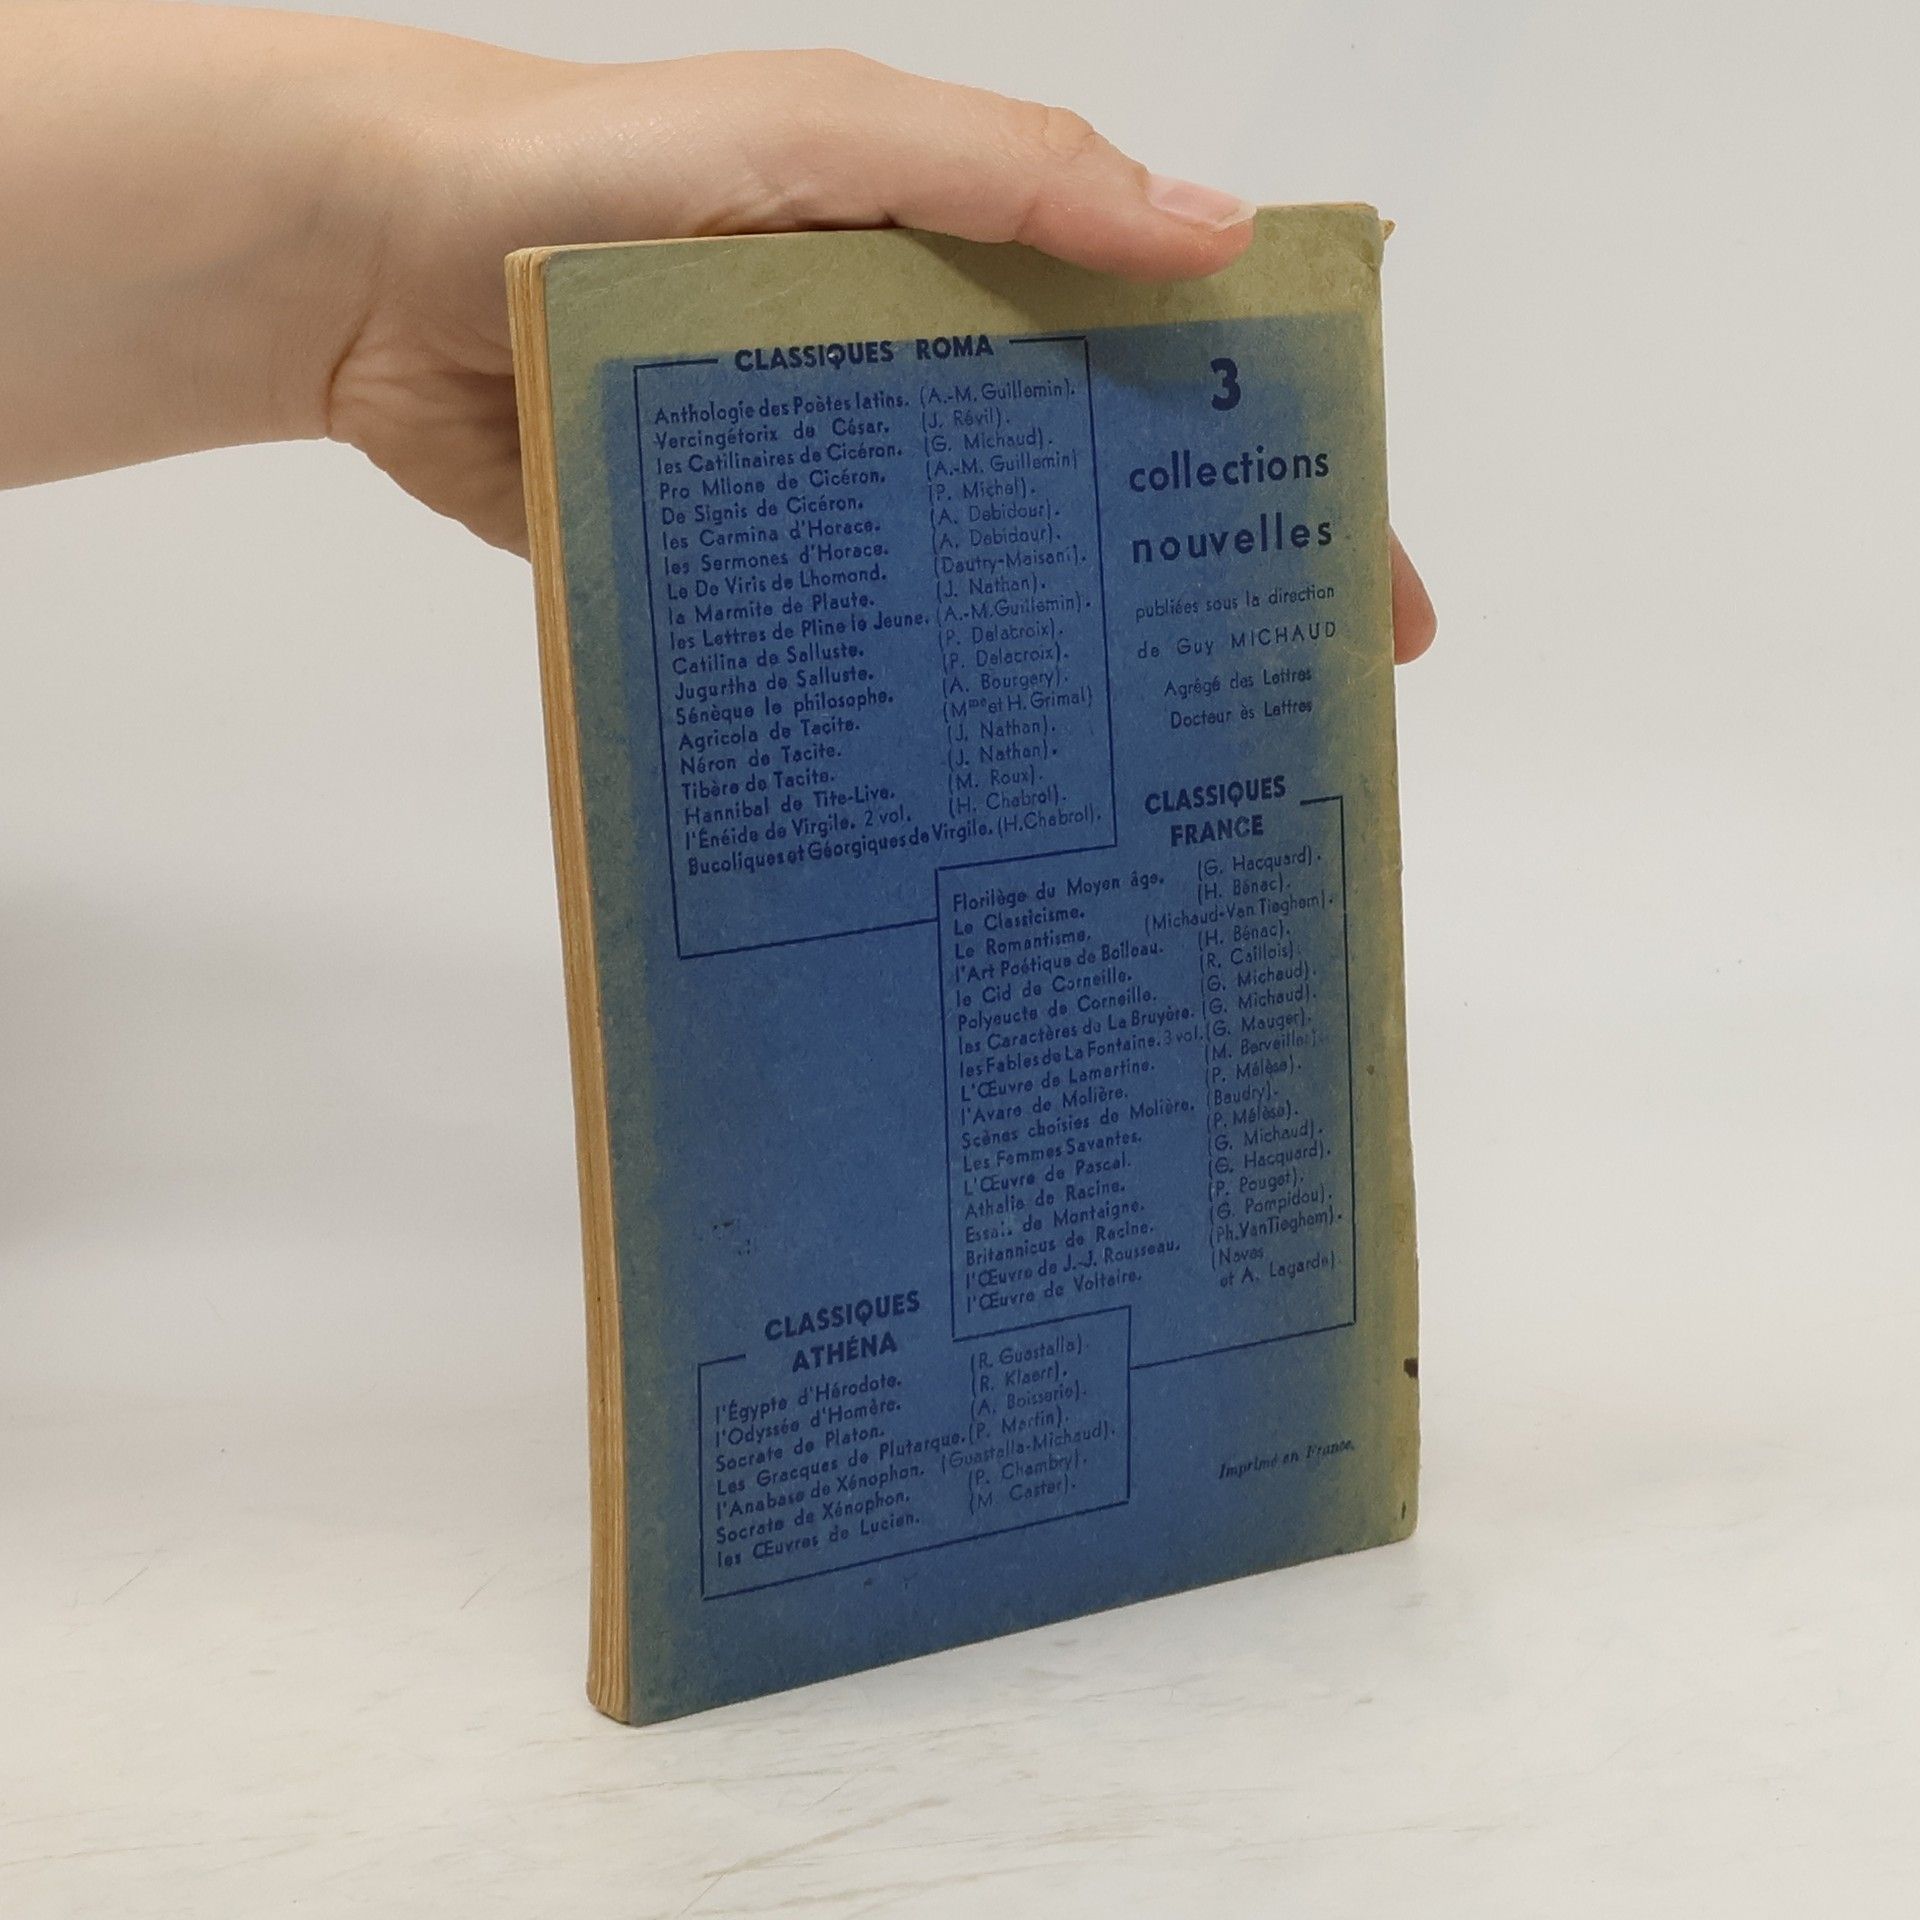 CLASSIQUES ROMA
Anthologie des Poètes latins. (A.-M. Guillemin).
Vercingétorix de César. (J. Révil).
les Catilinaires de Cicéron. (G. Michaud).
Pro Milone de Cicéron. (A.-M. Guillemin)
De Signis de Cicéron. (P. Michel).
les Carmina d'Horace. (A. Debidour).
les Sermones d'Horace. (A. Debidour).
Le De Viris de Lhomond. (Dautry-Maisani).
la Marmite de Plaute. (J. Nathan).
les Lettres de Pline le Jeune. (A.-M. Guillemin).
Catilina de Salluste. (P. Delacroix).
Jugurtha de Salluste. (P. Delacroix).
Sénèque le philosophe. (A. Bourgery).
Agricola de Tacite. (Mme et H. Grimal)
Néron de Tacite. (J. Nathan).
Tibère de Tacite. (J. Nathan).
Hannibal de Tite-Live. (M. Roux).
l'Énéide de Virgile. 2 vol. (H. Chabrol).
Bucoliques et Géorgiques de Virgile. (H. Chabrol).
3
collections
nouvelles
publiées sous la direction
de Guy MICHAUD
Agrégé des Lettres
Docteur ès Lettres
CLASSIQUES
FRANCE
Florilège du Moyen âge. (G. Hacquard).
Le Classicisme. (H. Bénac).
Le Romantisme. (Michaud-Van Tieghem).
l'Art Poétique de Boileau. (H. Bénac).
le Cid de Corneille. (R. Caillois).
Polyeucte de Corneille. (G. Michaud).
les Caractères de La Bruyère. (G. Michaud).
les Fables de La Fontaine. 3 vol. (G. Mauger).
L'Œuvre de Lamartine. (M. Berveiller).
l'Avare de Molière. (P. Mélèse).
Scènes choisies de Molière. (Baudry).
Les Femmes Savantes. (P. Mélèse).
L'Œuvre de Pascal. (G. Michaud).
Athalie de Racine. (G. Hacquard).
Essais de Montaigne. (P. Pouget).
Britannicus de Racine. (G. Pompidou).
l'Œuvre de J.-J. Rousseau. (Ph. Van Tieghem).
l'Œuvre de Voltaire. (Naves
et A. Lagarde).
CLASSIQUES
ATHÉNA
l'Égypte d'Hérodote. (R. Guastalla).
l'Odyssée d'Homère. (R. Klaerr).
Socrate de Platon. (A. Boisserie).
Les Gracques de Plutarque. (P. Martin).
l'Anabase de Xénophon. (Guastalla-Michaud).
Socrate de Xénophon. (P. Chambry).
les Œuvres de Lucien. (M. Caster).
Imprimé en France.